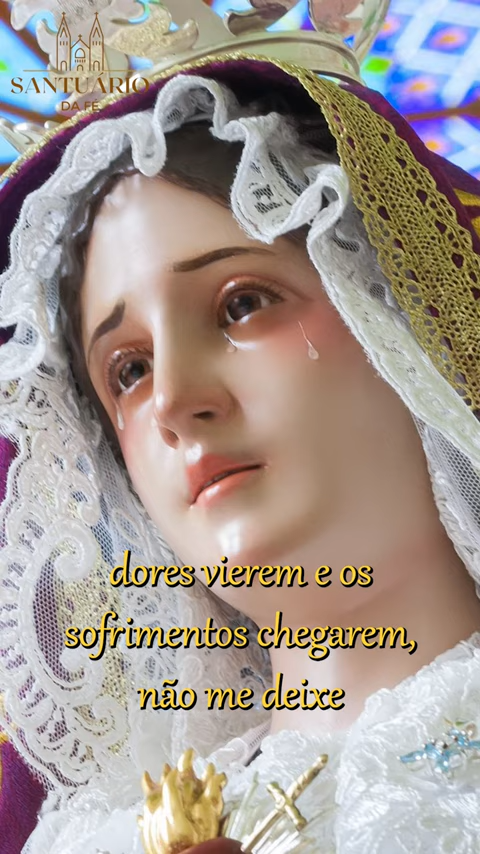 SANTUÁRIO
DA FÉ
dores vierem e os
sofrimentos chegarem,
não me deixe